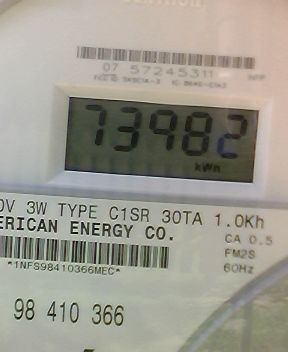 07 57245311
73982
kWh
0V 3W TYPE C1SR 30TA 1.0Kh
ERICAN ENERGY CO.
CA 0.5
FM2S
60Hz
*1NFS98410366MEC*
98 410 366